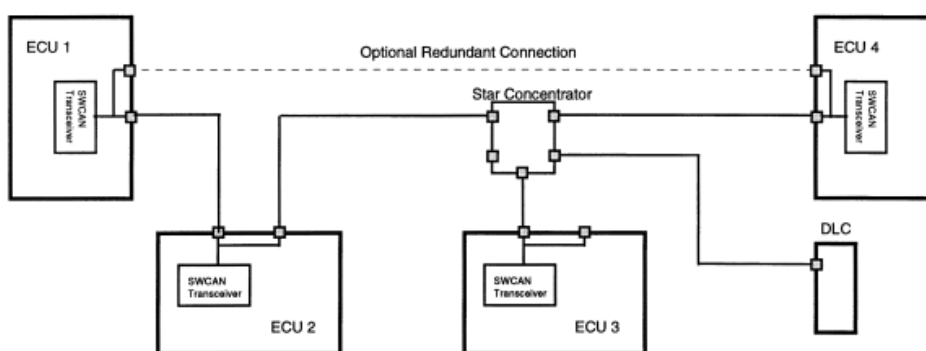 ECU 1
ECU 4
Optional Redundant Connection
Star Concentrator
SWCAN
Transceiver
SWCAN
Transceiver
DLC
SWCAN
Transceiver
ECU 2
SWCAN
Transceiver
ECU 3